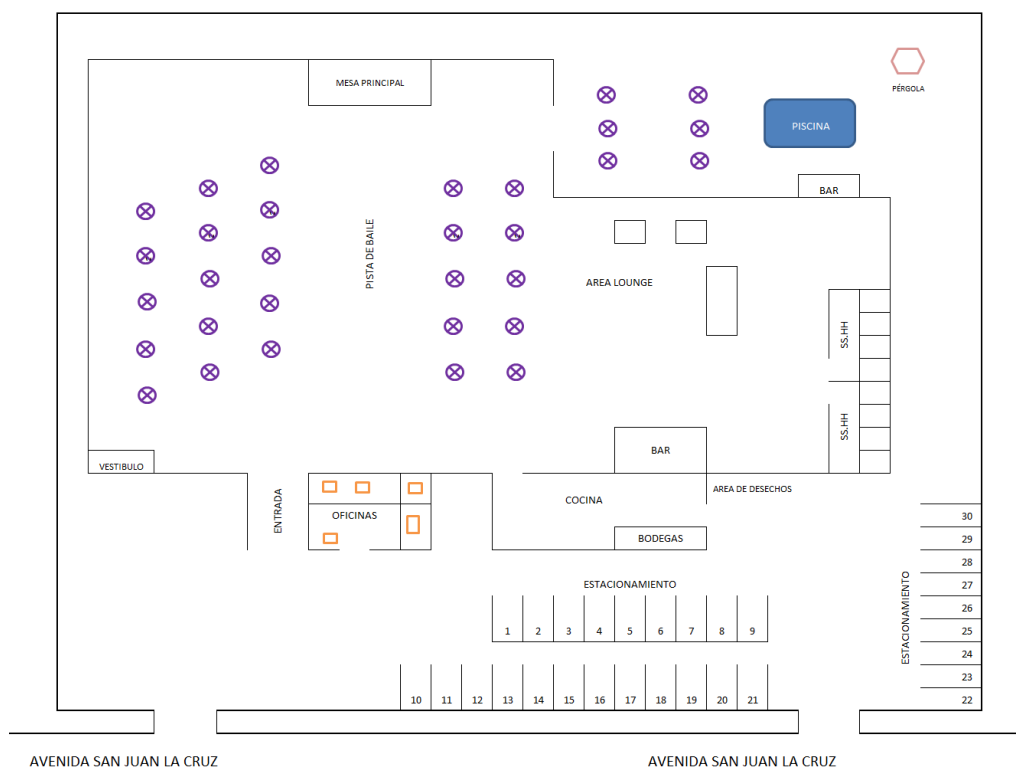 MESA PRINCIPAL
PÉRGOLA
PISCINA
BAR
PISTA DE BAILE
AREA LOUNGE
SS.HH
SS.HH
BAR
VESTIBULO
ENTRADA
OFICINAS
COCINA
AREA DE DESECHOS
BODEGAS
ESTACIONAMIENTO
1 2 3 4 5 6 7 8 9
10 11 12 13 14 15 16 17 18 19 20 21
ESTACIONAMIENTO
30
29
28
27
26
25
24
23
22
AVENIDA SAN JUAN LA CRUZ
AVENIDA SAN JUAN LA CRUZ